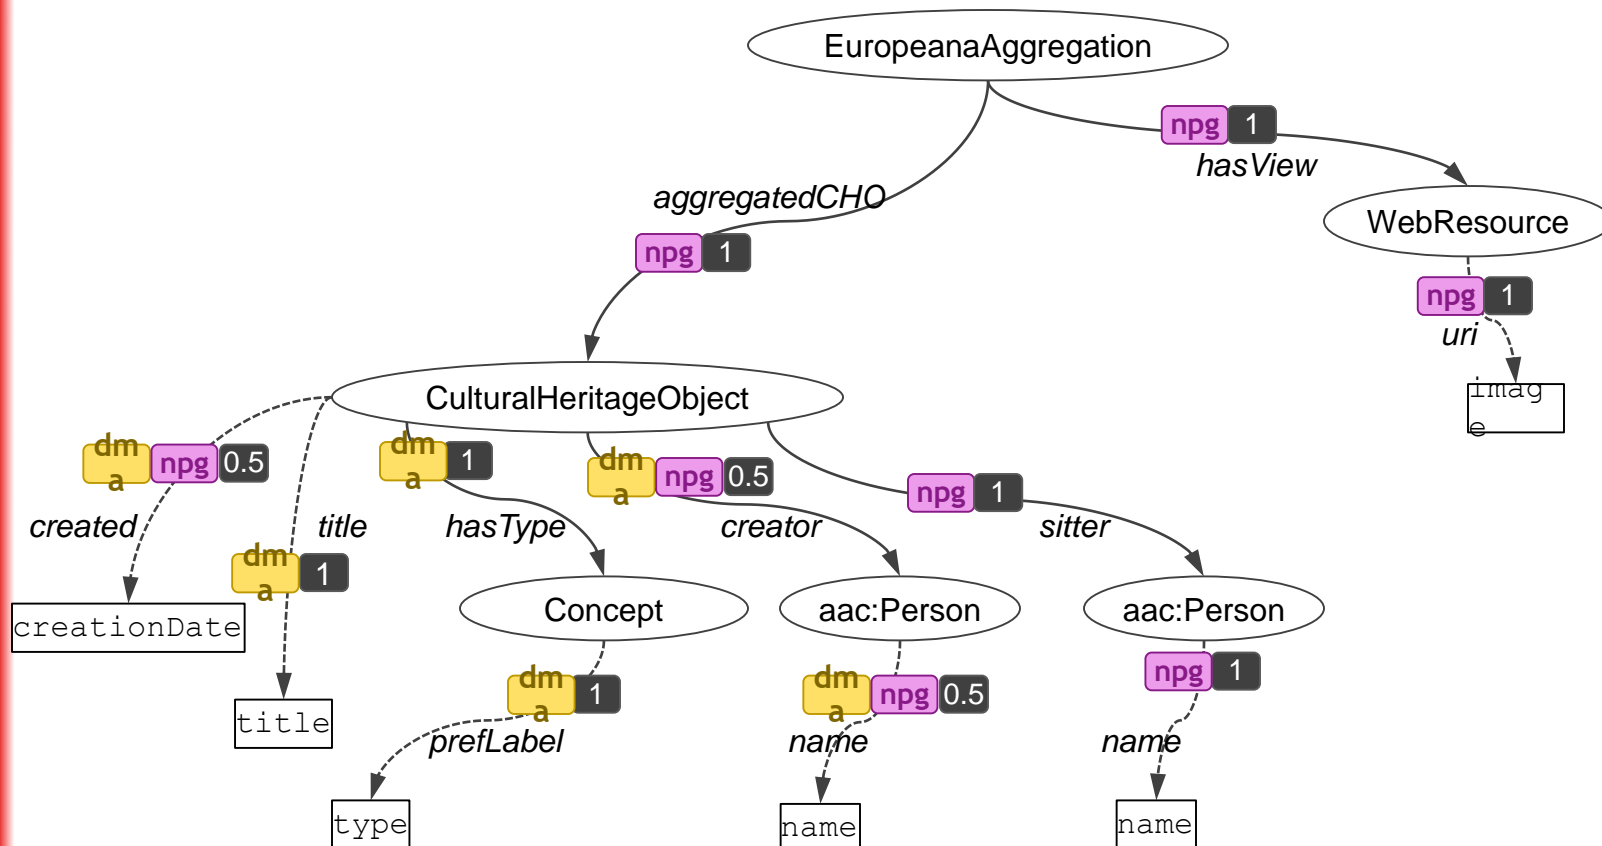 EuropeanaAggregation
npg 1
hasView
aggregatedCHO
WebResource
npg 1
npg 1
uri
imag
e
CulturalHeritageObject
dm
a npg 0.5
dm
a 1
dm
a npg 0.5
npg 1
created
title
hasType
creator
sitter
dm
a 1
creationDate
Concept
aac:Person
aac:Person
npg 1
dm
a 1
dm
a npg 0.5
title
prefLabel
name
name
type
name
name